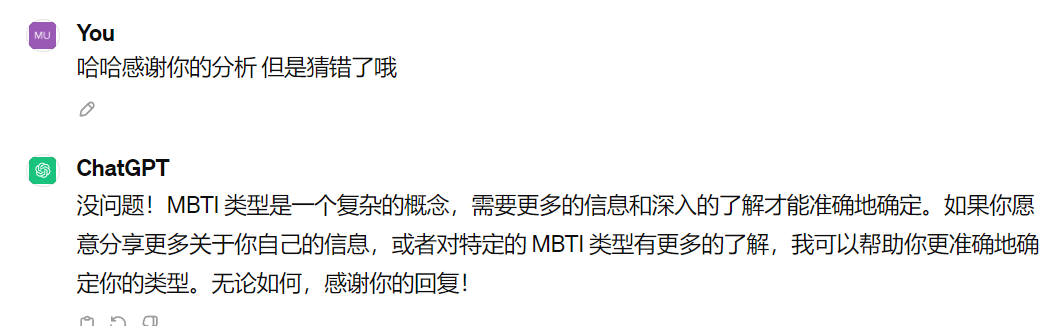 MU
You
哈哈感谢你的分析 但是猜错了哦
ChatGPT
没问题！MBTI 类型是一个复杂的概念，需要更多的信息和深入的了解才能准确地确定。如果你愿
意分享更多关于你自己的信息，或者对特定的 MBTI 类型有更多的了解，我可以帮助你更准确地确
定你的类型。无论如何，感谢你的回复！